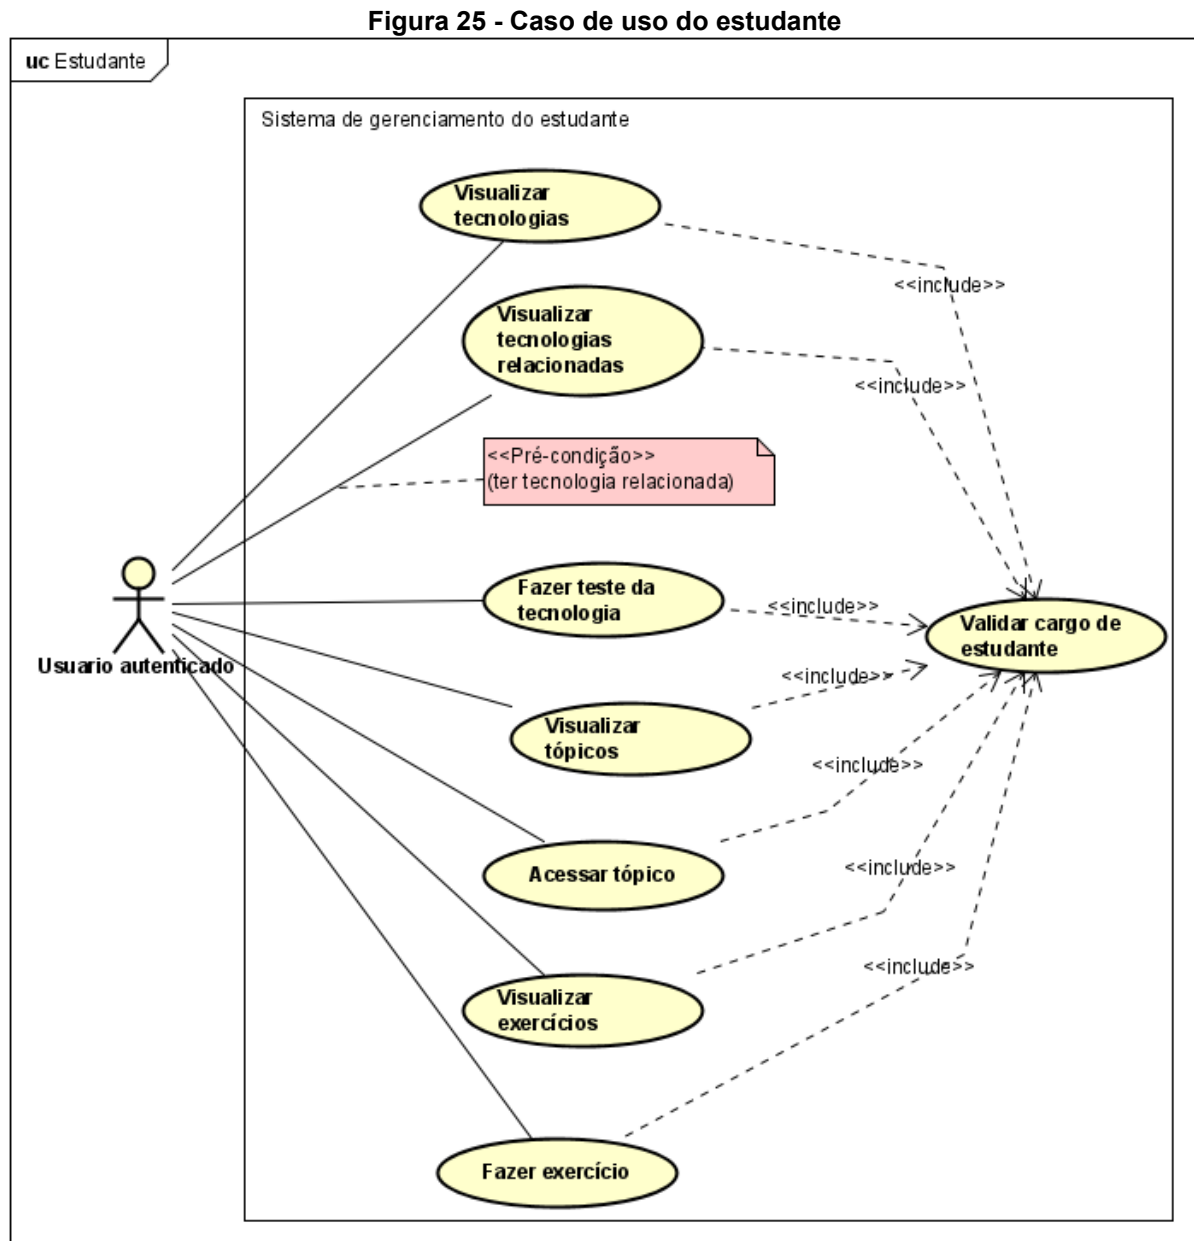 Figura 25 - Caso de uso do estudante
uc Estudante
Sistema de gerenciamento do estudante
Visualizar
tecnologias
<<include>>
Visualizar
tecnologias
relacionadas
<<include>>
<<Pré-condição>>
(ter tecnologia relacionada)
Fazer teste da
tecnologia
<<include>>
Validar cargo de
estudante
Usuario autenticado
<<include>>
Visualizar
tópicos
<<include>>
Acessar tópico
<<include>>
Visualizar
exercícios
<<include>>
Fazer exercício